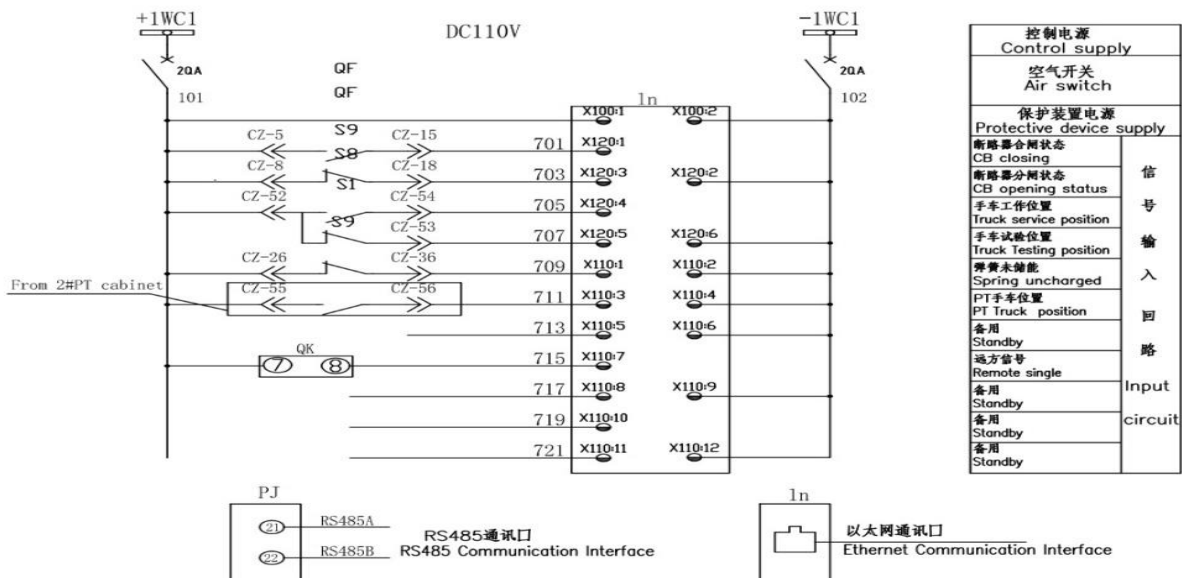 +1WC1
DC110V
-1WC1
2QA
QF
QF
2QA
101
1n
102
X100:1
X100:2
CZ-5
S9
CZ-15
701
X120:1
CZ-8
S8
CZ-18
703
X120:3
X120:2
CZ-52
S1
CZ-54
705
X120:4
S9
CZ-53
707
X120:5
X120:6
CZ-26
CZ-36
709
X110:1
X110:2
From 2#PT cabinet
CZ-55
CZ-56
711
X110:3
X110:4
713
X110:5
X110:6
QK
7
8
715
X110:7
717
X110:8
X110:9
719
X110:10
721
X110:11
X110:12
控制电源
Control supply
空气开关
Air switch
保护装置电源
Protective device supply
断路器合闸状态
CB closing
断路器分闸状态
CB opening status
手车工作位置
Truck service position
手车试验位置
Truck Testing position
弹簧未储能
Spring uncharged
PT手车位置
PT Truck position
备用
Standby
远方信号
Remote single
备用
Standby
备用
Standby
备用
Standby
信
号
输
入
回
路
Input
circuit
PJ
21
RS485A
22
RS485B
RS485通讯口
RS485 Communication Interface
1n
以太网通讯口
Ethernet Communication Interface